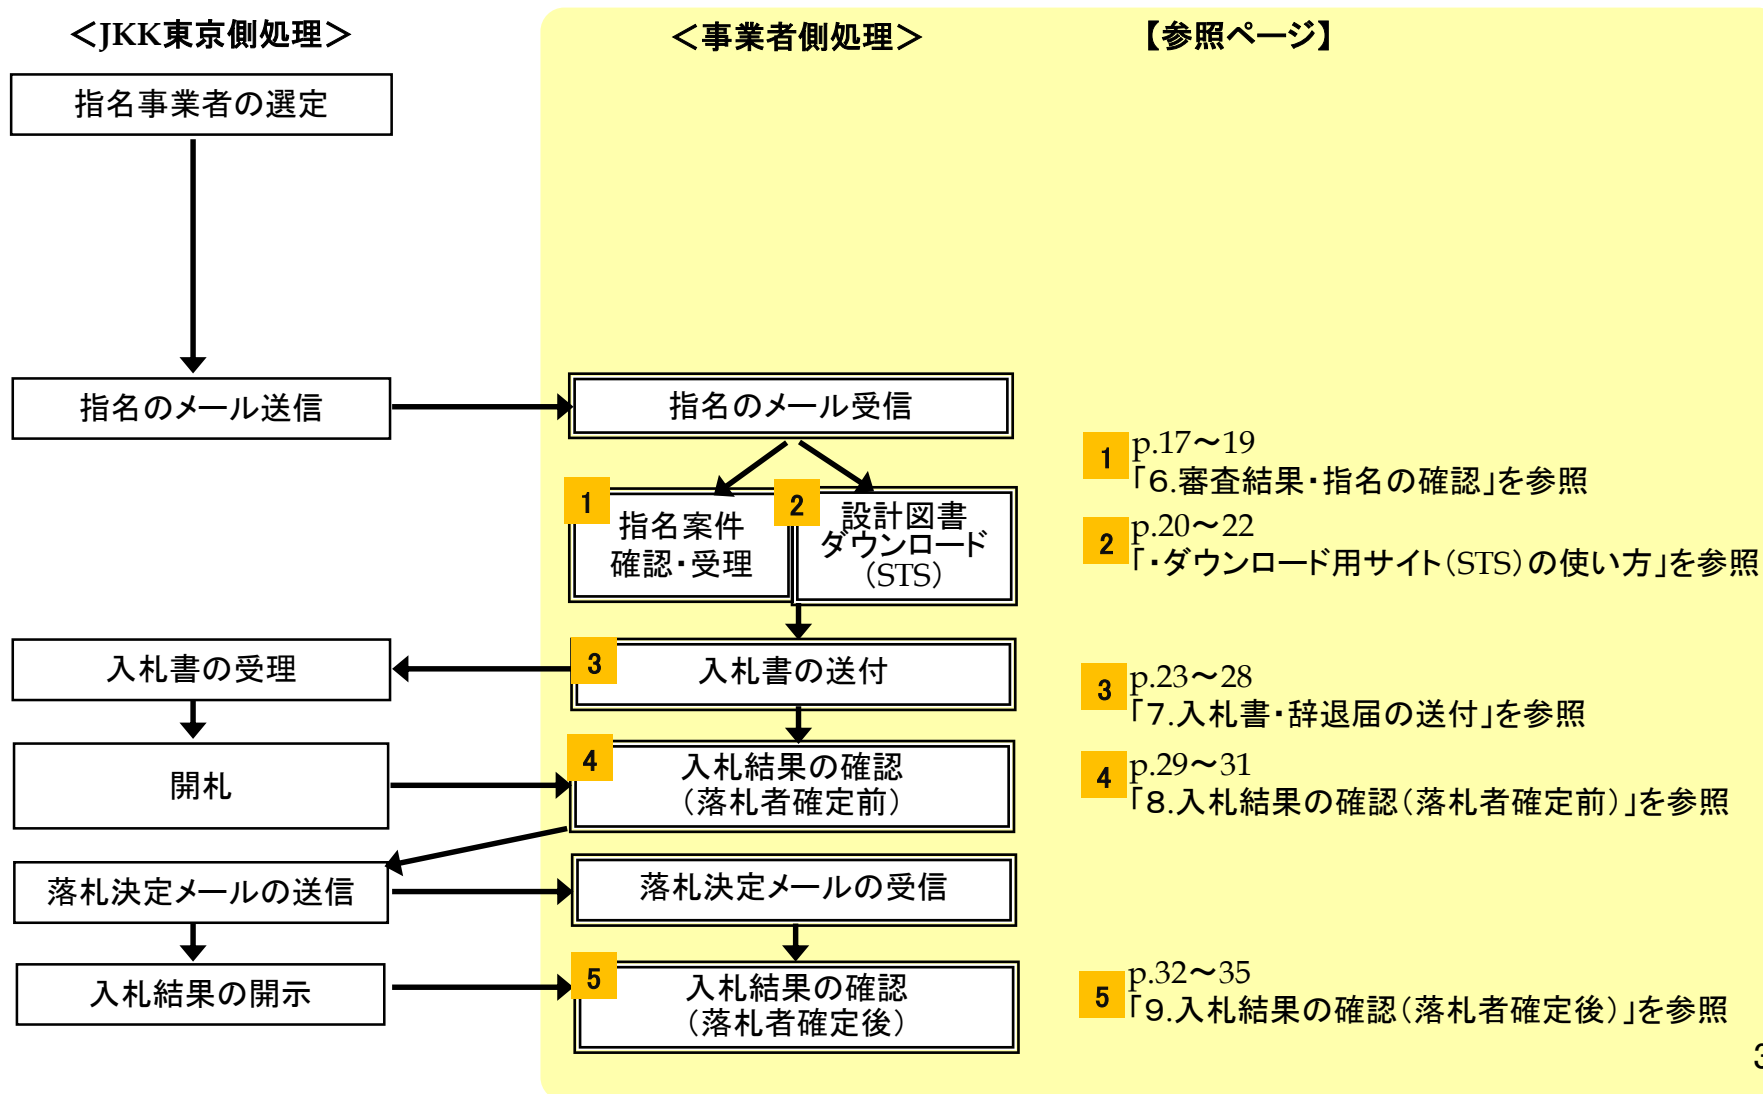 ＜JKK東京側処理＞
＜事業者側処理＞
【参照ページ】
指名事業者の選定
指名のメール送信
指名のメール受信
1
指名案件
確認・受理
2
設計図書
ダウンロード
（STS）
1
p.17～19
「6.審査結果・指名の確認」を参照
2
p.20～22
「・ダウンロード用サイト（STS）の使い方」を参照
入札書の受理
3
入札書の送付
3
p.23～28
「7.入札書・辞退届の送付」を参照
開札
4
入札結果の確認
（落札者確定前）
4
p.29～31
「8.入札結果の確認（落札者確定前）」を参照
落札決定メールの送信
落札決定メールの受信
入札結果の開示
5
入札結果の確認
（落札者確定後）
5
p.32～35
「9.入札結果の確認（落札者確定後）」を参照
3